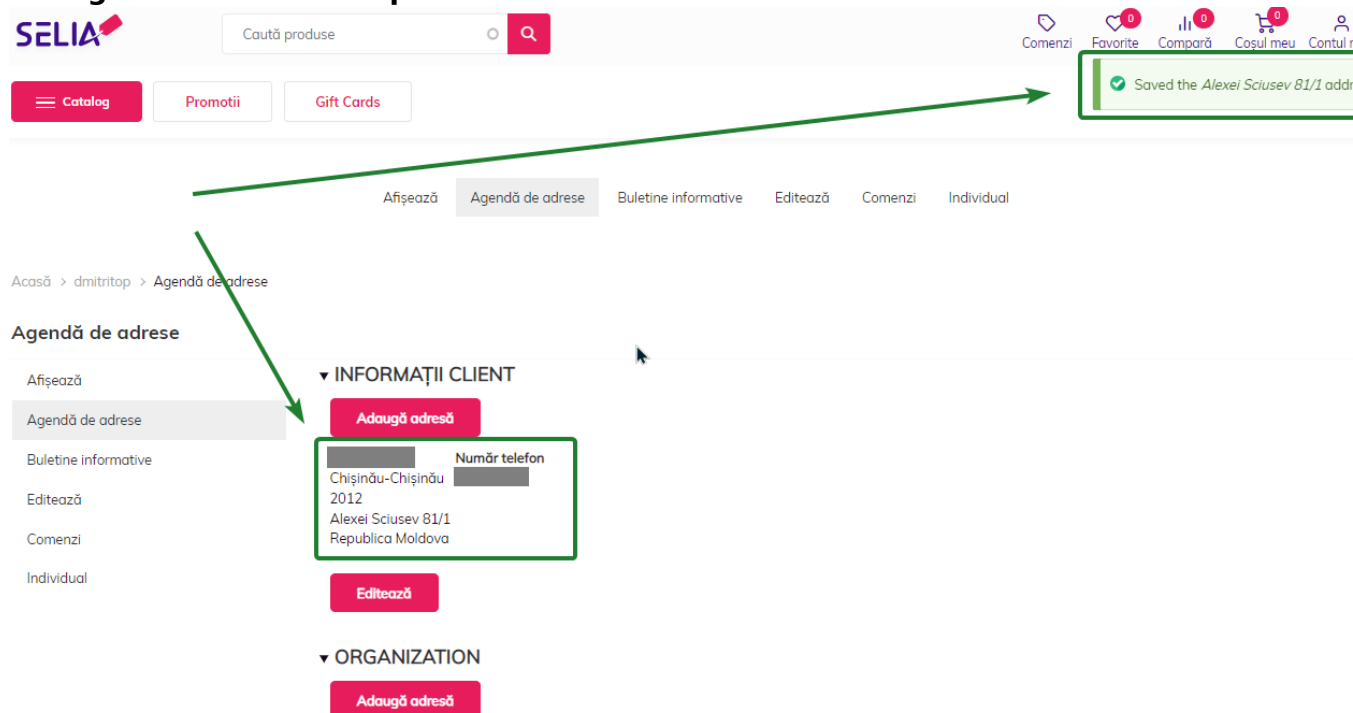 SELIA
Caută produse
Comenzi
0
Favorite
0
Compară
0
Coșul meu
Contul
Catalog
Promotii
Gift Cards
Saved the Alexei Sciusev 81/1
Afișează
Agendă de adrese
Buletine informative
Editează
Comenzi
Individual
Acasă > dmitritop > Agendă de adrese
Agendă de adrese
Afișează
Agendă de adrese
Buletine informative
Editează
Comenzi
Individual
▾ INFORMAȚII CLIENT
Adaugă adresă
Număr telefon
Chișinău-Chișinău
2012
Alexei Sciusev 81/1
Republica Moldova
Editează
▾ ORGANIZATION
Adaugă adresă